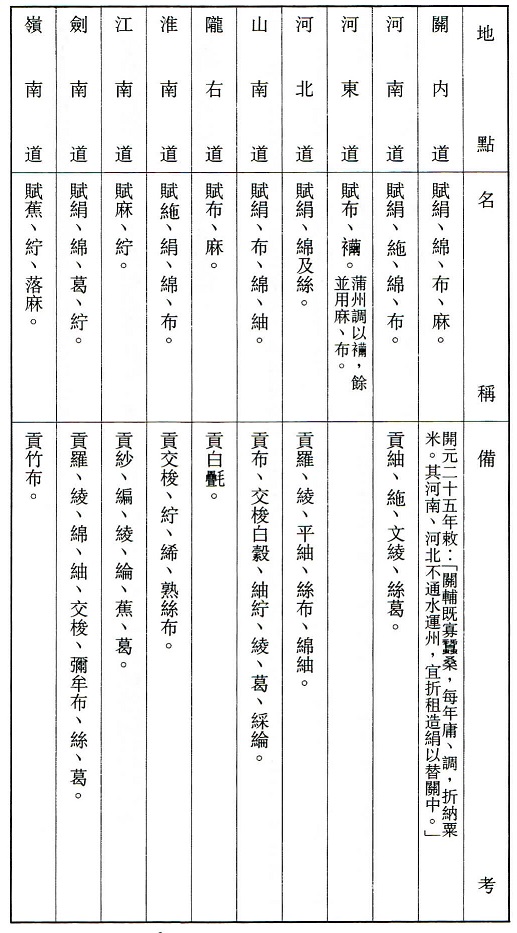 地點 名稱 備考
關內道 賦絹、綿、布、麻。 開元二十五年敕：「關輔既寡蠶桑，每年庸、調，折納粟
米。其河南、河北不通水運州，宜折租造絹以替關中。」
河南道 賦絹、絁、綿、布。 貢紬、絁、文綾、絲葛。
河東道 賦布、襺。蒲州調以襺，餘
並用麻、布。
河北道 賦絹、綿及絲。 貢羅、綾、平紬、絲布、綿紬。
山南道 賦絹、布、綿、紬。 貢布、交梭白縠、紬紵、綾、葛、綵綸。
隴右道 賦布、麻。 貢白氎。
淮南道 賦絁、絹、綿、布。 貢交梭、紵、絺、熟絲布。
江南道 賦麻、紵。 貢紗、編、綾、綸、蕉、葛。
劍南道 賦絹、綿、葛、紵。 貢羅、綾、綿、紬、交梭、彌牟布、絲、葛。
嶺南道 賦蕉、紵、落麻。 貢竹布。